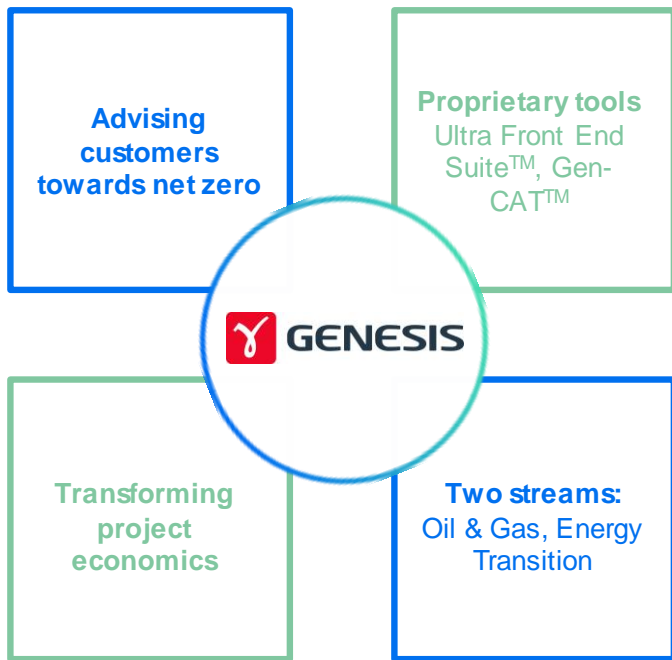 Advising
customers
towards net zero
Proprietary tools
Ultra Front End
Suite™, Gen-
CAT™
GENESIS
Transforming
project
economics
Two streams:
Oil & Gas, Energy
Transition